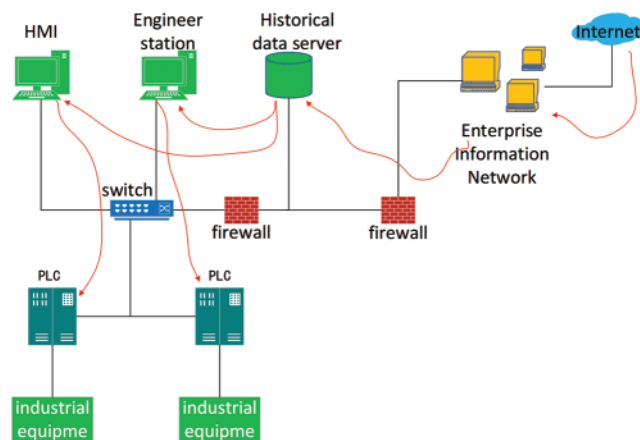 HMI
Engineer
station
Historical
data server
Internet
Enterprise
Information
Network
switch
firewall
firewall
PLC
PLC
industrial
equipme
industrial
equipme